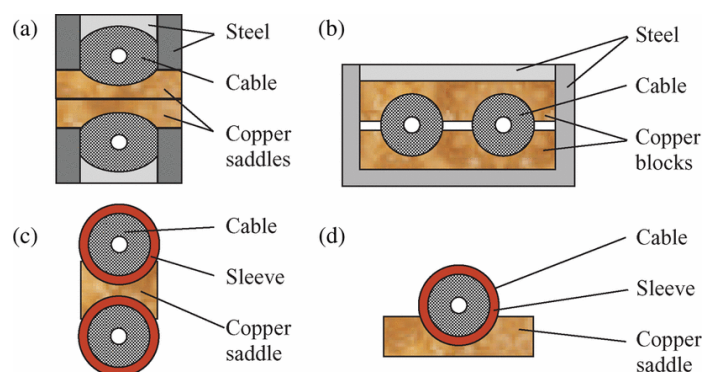 (a)
Steel
Cable
Copper
saddles
(b)
Steel
Cable
Copper
blocks
(c)
Cable
Sleeve
Copper
saddle
(d)
Cable
Sleeve
Copper
saddle